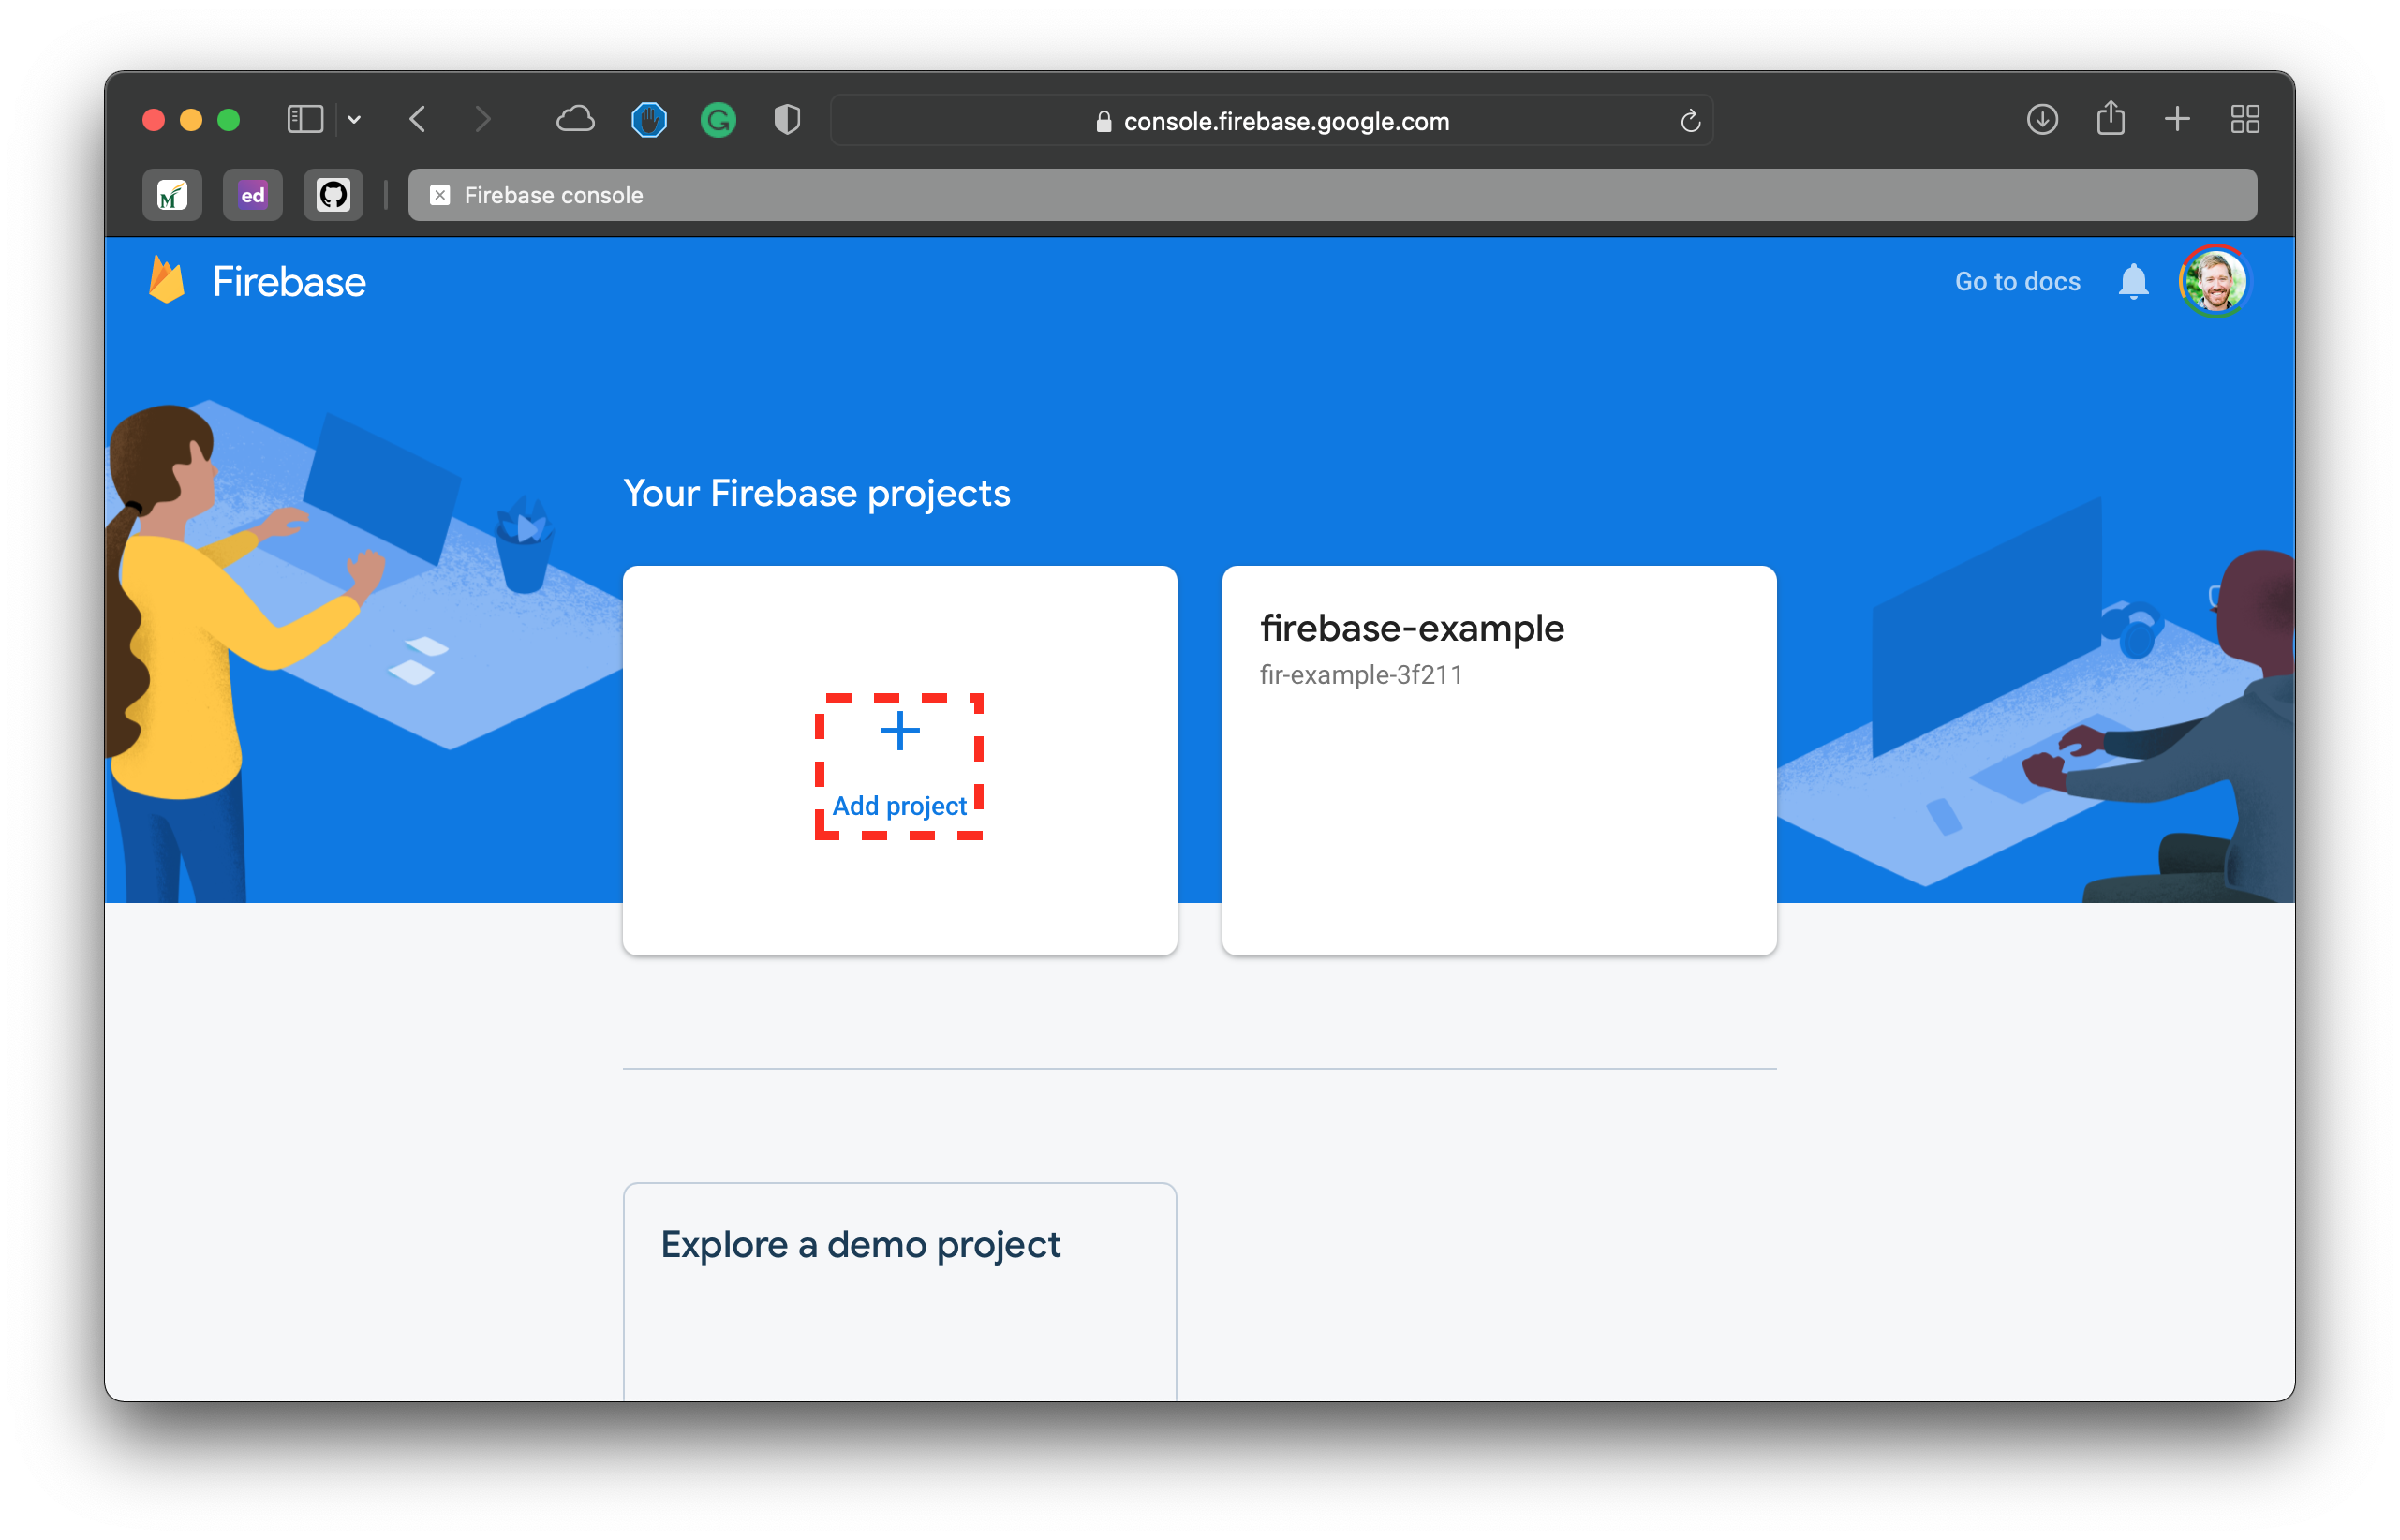 console.firebase.google.com
ed
Firebase console
Firebase
Go to docs
Your Firebase projects
Add project
firebase-example
fir-example-3f211
Explore a demo project